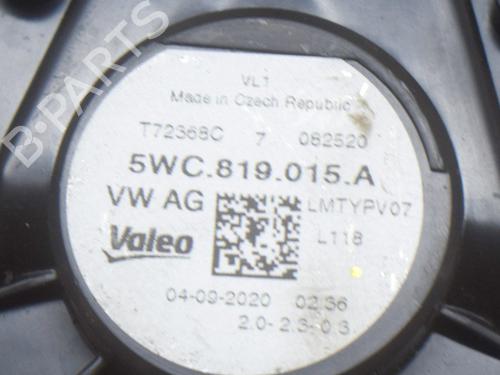 VLT
Made in Czech Republic
T72368C 7 082520
5WC.819.015.A
VW AG LMTYPV07
Valeo L118
04-09-2020 02:36
2.0-2.3-0.3
B-PARTS